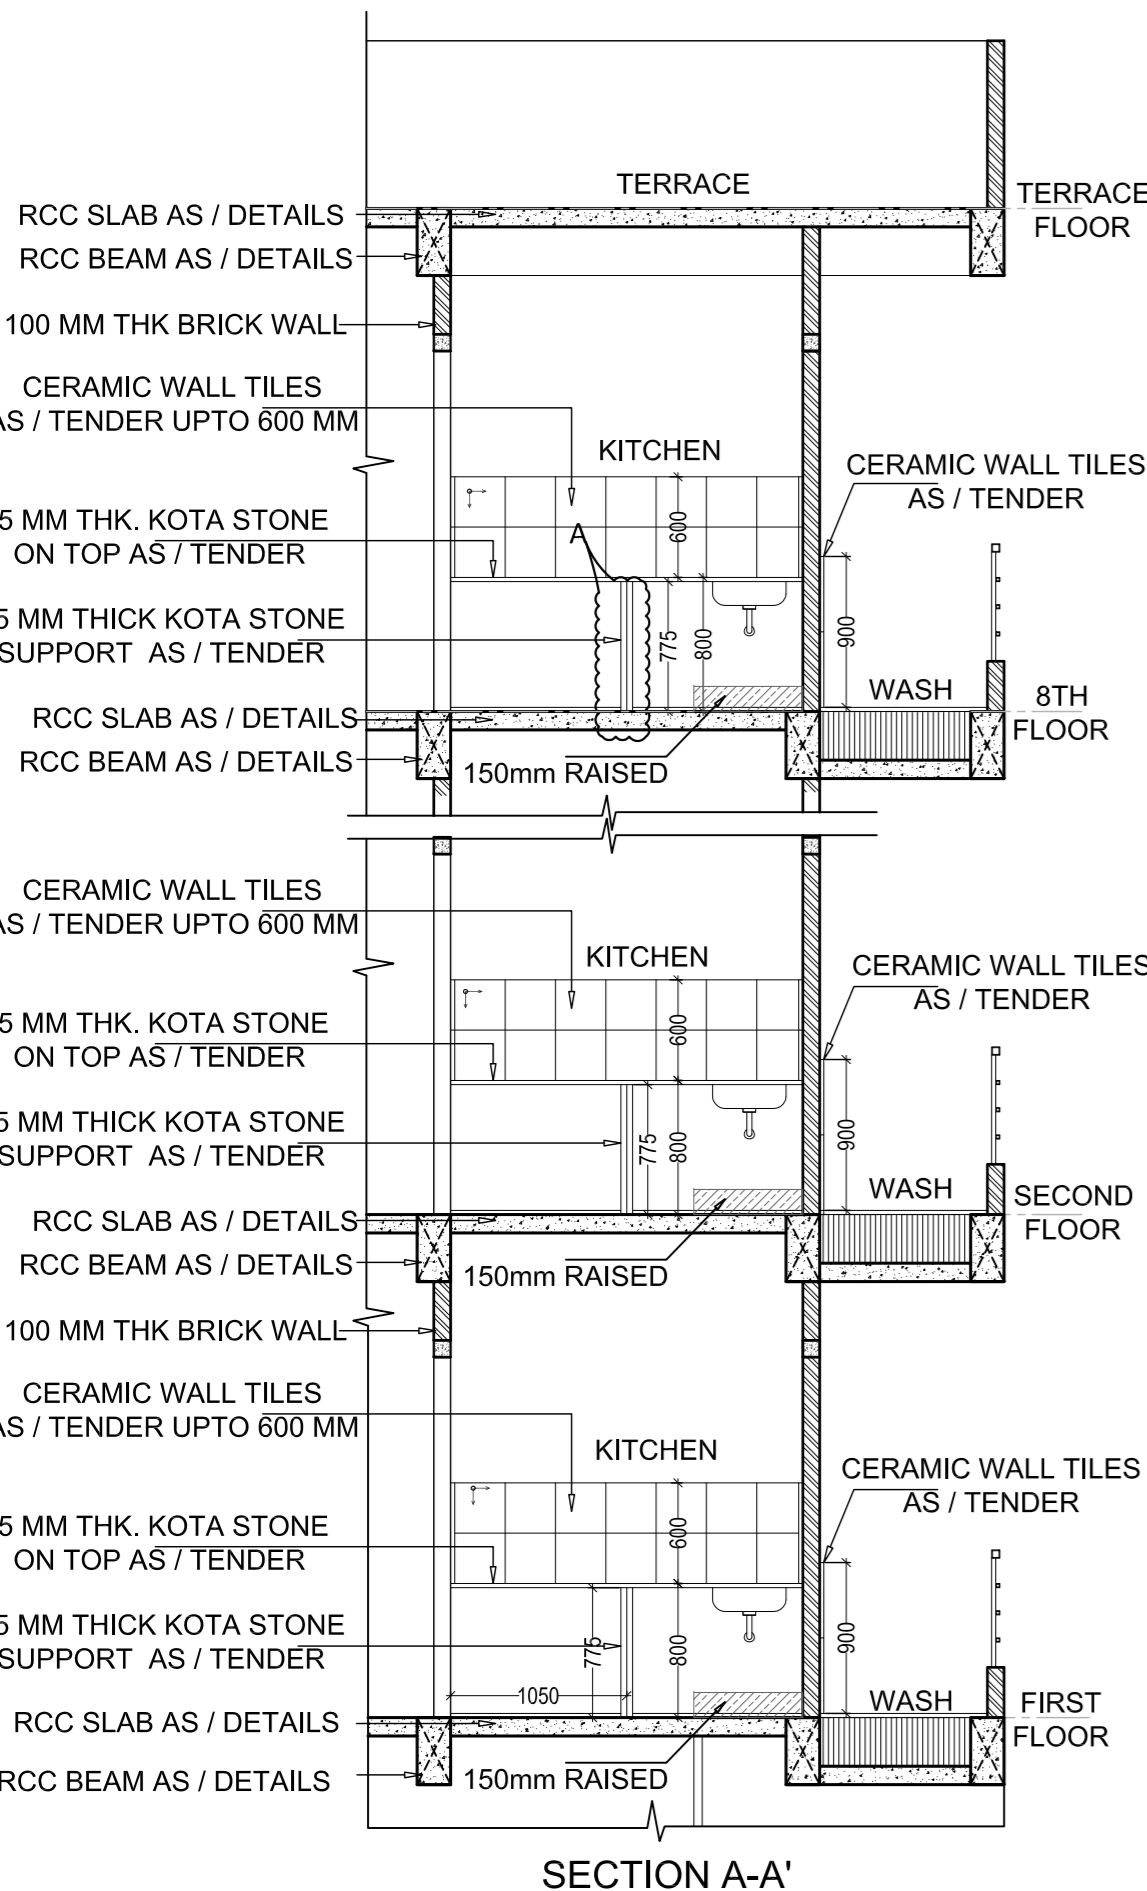 TERRACE
TERRACE
FLOOR
RCC SLAB AS / DETAILS
RCC BEAM AS / DETAILS
100 MM THK BRICK WALL
CERAMIC WALL TILES
AS / TENDER UPTO 600 MM
KITCHEN
CERAMIC WALL TILES
AS / TENDER
600
5 MM THK. KOTA STONE
ON TOP AS / TENDER
A
5 MM THICK KOTA STONE
SUPPORT AS / TENDER
775
800
900
WASH
8TH
FLOOR
RCC SLAB AS / DETAILS
RCC BEAM AS / DETAILS
150mm RAISED
CERAMIC WALL TILES
AS / TENDER UPTO 600 MM
KITCHEN
CERAMIC WALL TILES
AS / TENDER
600
5 MM THK. KOTA STONE
ON TOP AS / TENDER
5 MM THICK KOTA STONE
SUPPORT AS / TENDER
775
800
900
WASH
SECOND
FLOOR
RCC SLAB AS / DETAILS
RCC BEAM AS / DETAILS
150mm RAISED
100 MM THK BRICK WALL
CERAMIC WALL TILES
AS / TENDER UPTO 600 MM
KITCHEN
CERAMIC WALL TILES
AS / TENDER
600
5 MM THK. KOTA STONE
ON TOP AS / TENDER
5 MM THICK KOTA STONE
SUPPORT AS / TENDER
775
800
900
1050
WASH
FIRST
FLOOR
RCC SLAB AS / DETAILS
RCC BEAM AS / DETAILS
150mm RAISED
SECTION A-A'